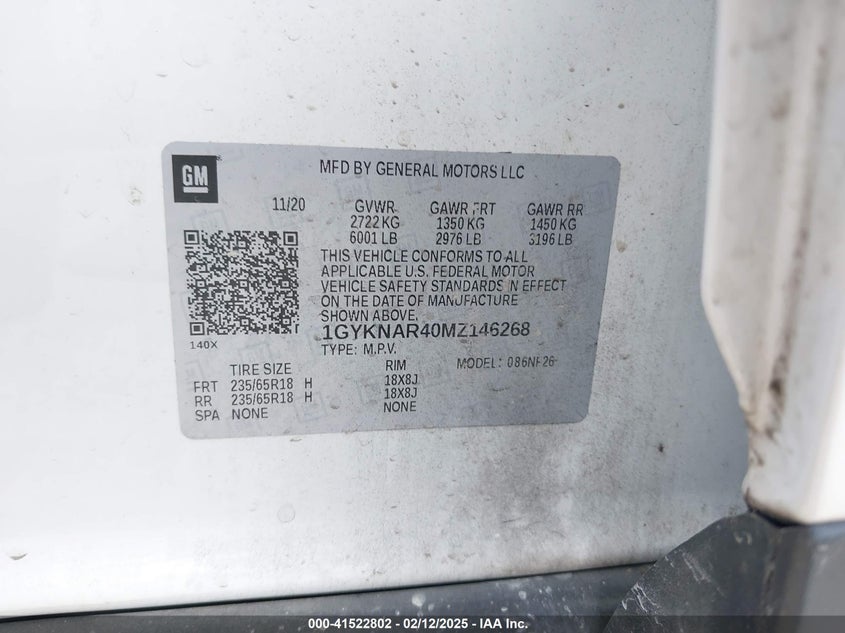 GM
MFD BY GENERAL MOTORS LLC
11/20 GVWR GAWR FRT GAWR RR
2722 KG 1350 KG 1450 KG
6001 LB 2976 LB 3196 LB
THIS VEHICLE CONFORMS TO ALL
APPLICABLE U.S. FEDERAL MOTOR
VEHICLE SAFETY STANDARDS IN EFFECT
ON THE DATE OF MANUFACTURE
SHOWN ABOVE.
140X
1GYKNAR40MZ146268
TYPE: M.P.V. MODEL:
TIRE SIZE RIM
FRT 235/65R18 H 18X8J
RR 235/65R18 H 18X8J
SPA NONE NONE
000-41522802 - 02/12/2025 - IAA Inc.